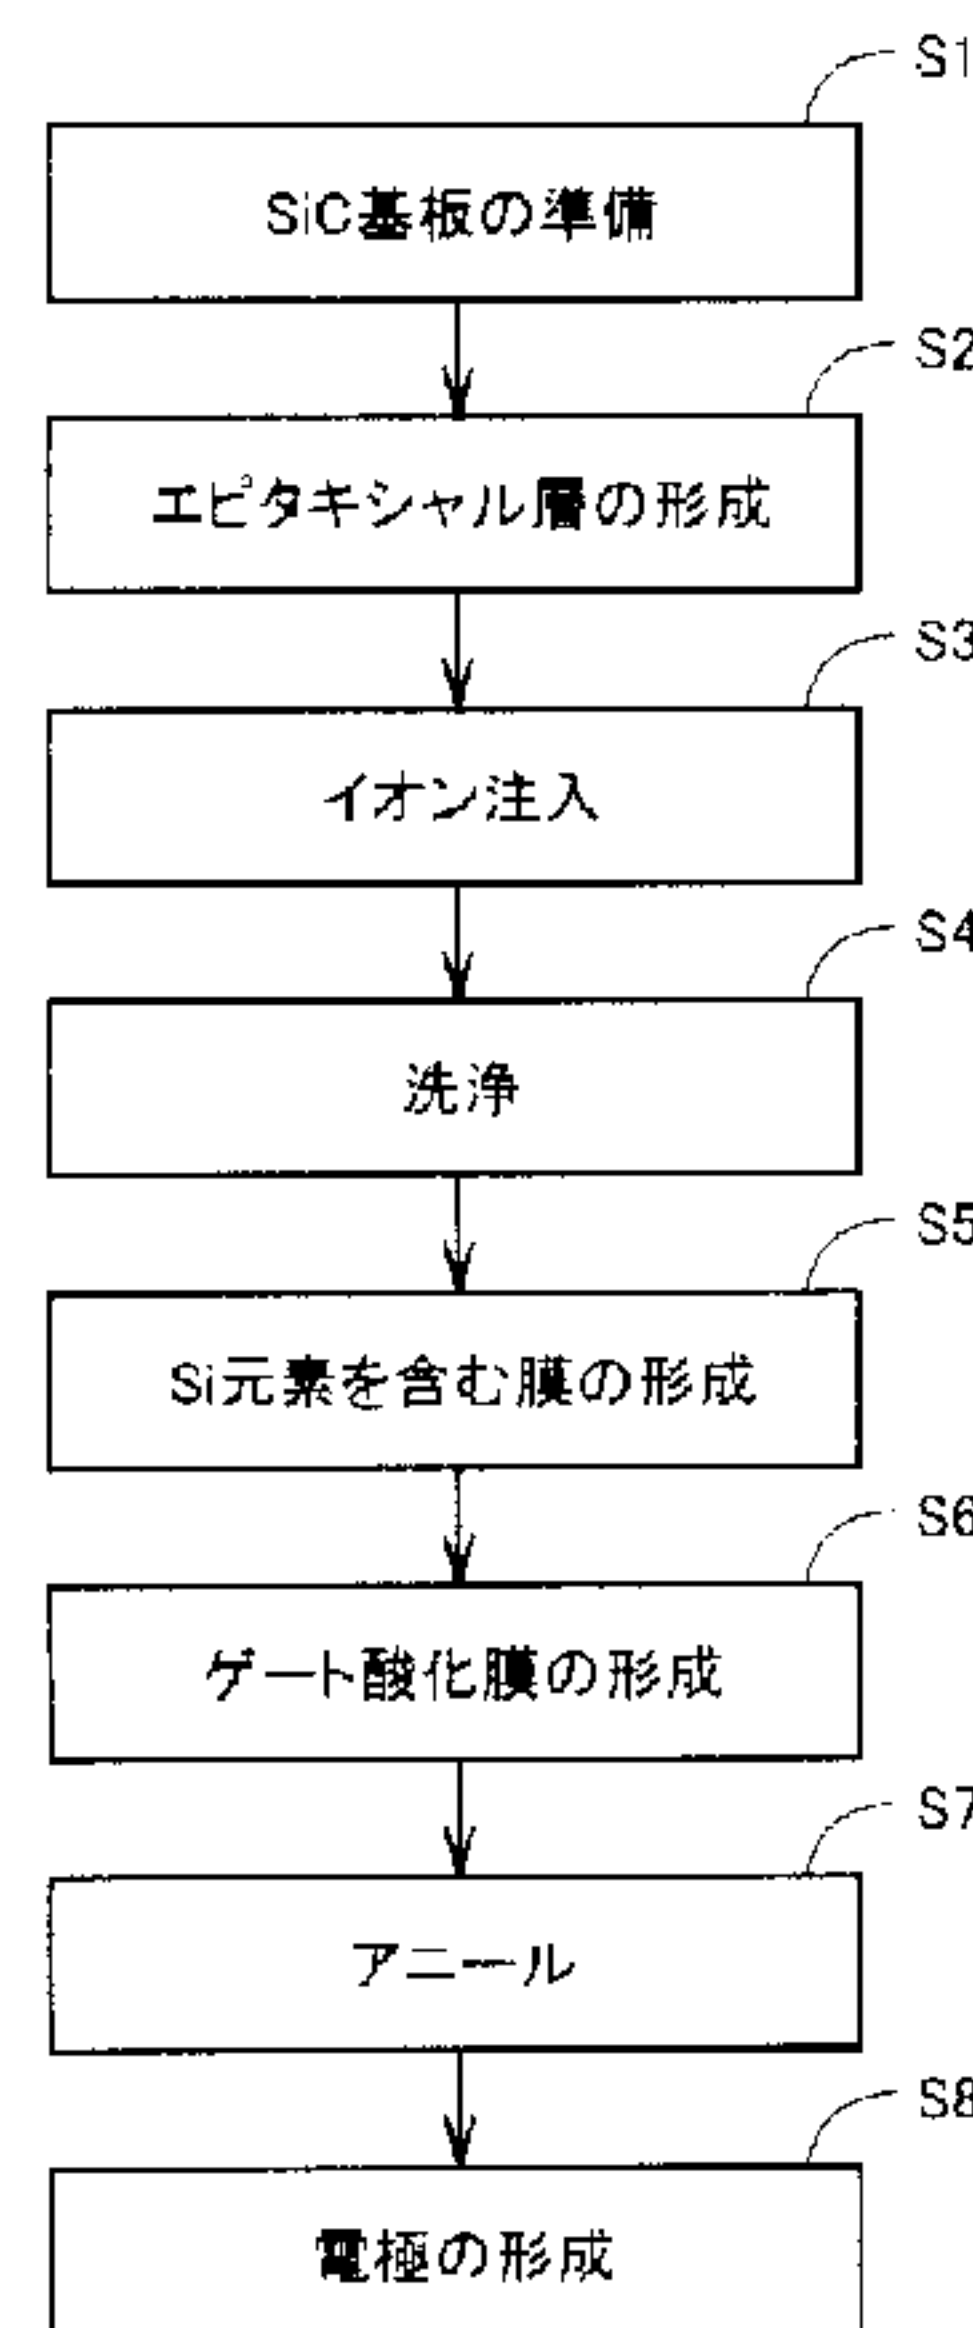 S1
SiC基板の準備
S2
エピタキシャル層の形成
S3
イオン注入
S4
洗浄
S5
Si元素を含む膜の形成
S6
ゲート酸化膜の形成
S7
アニール
S8
電極の形成